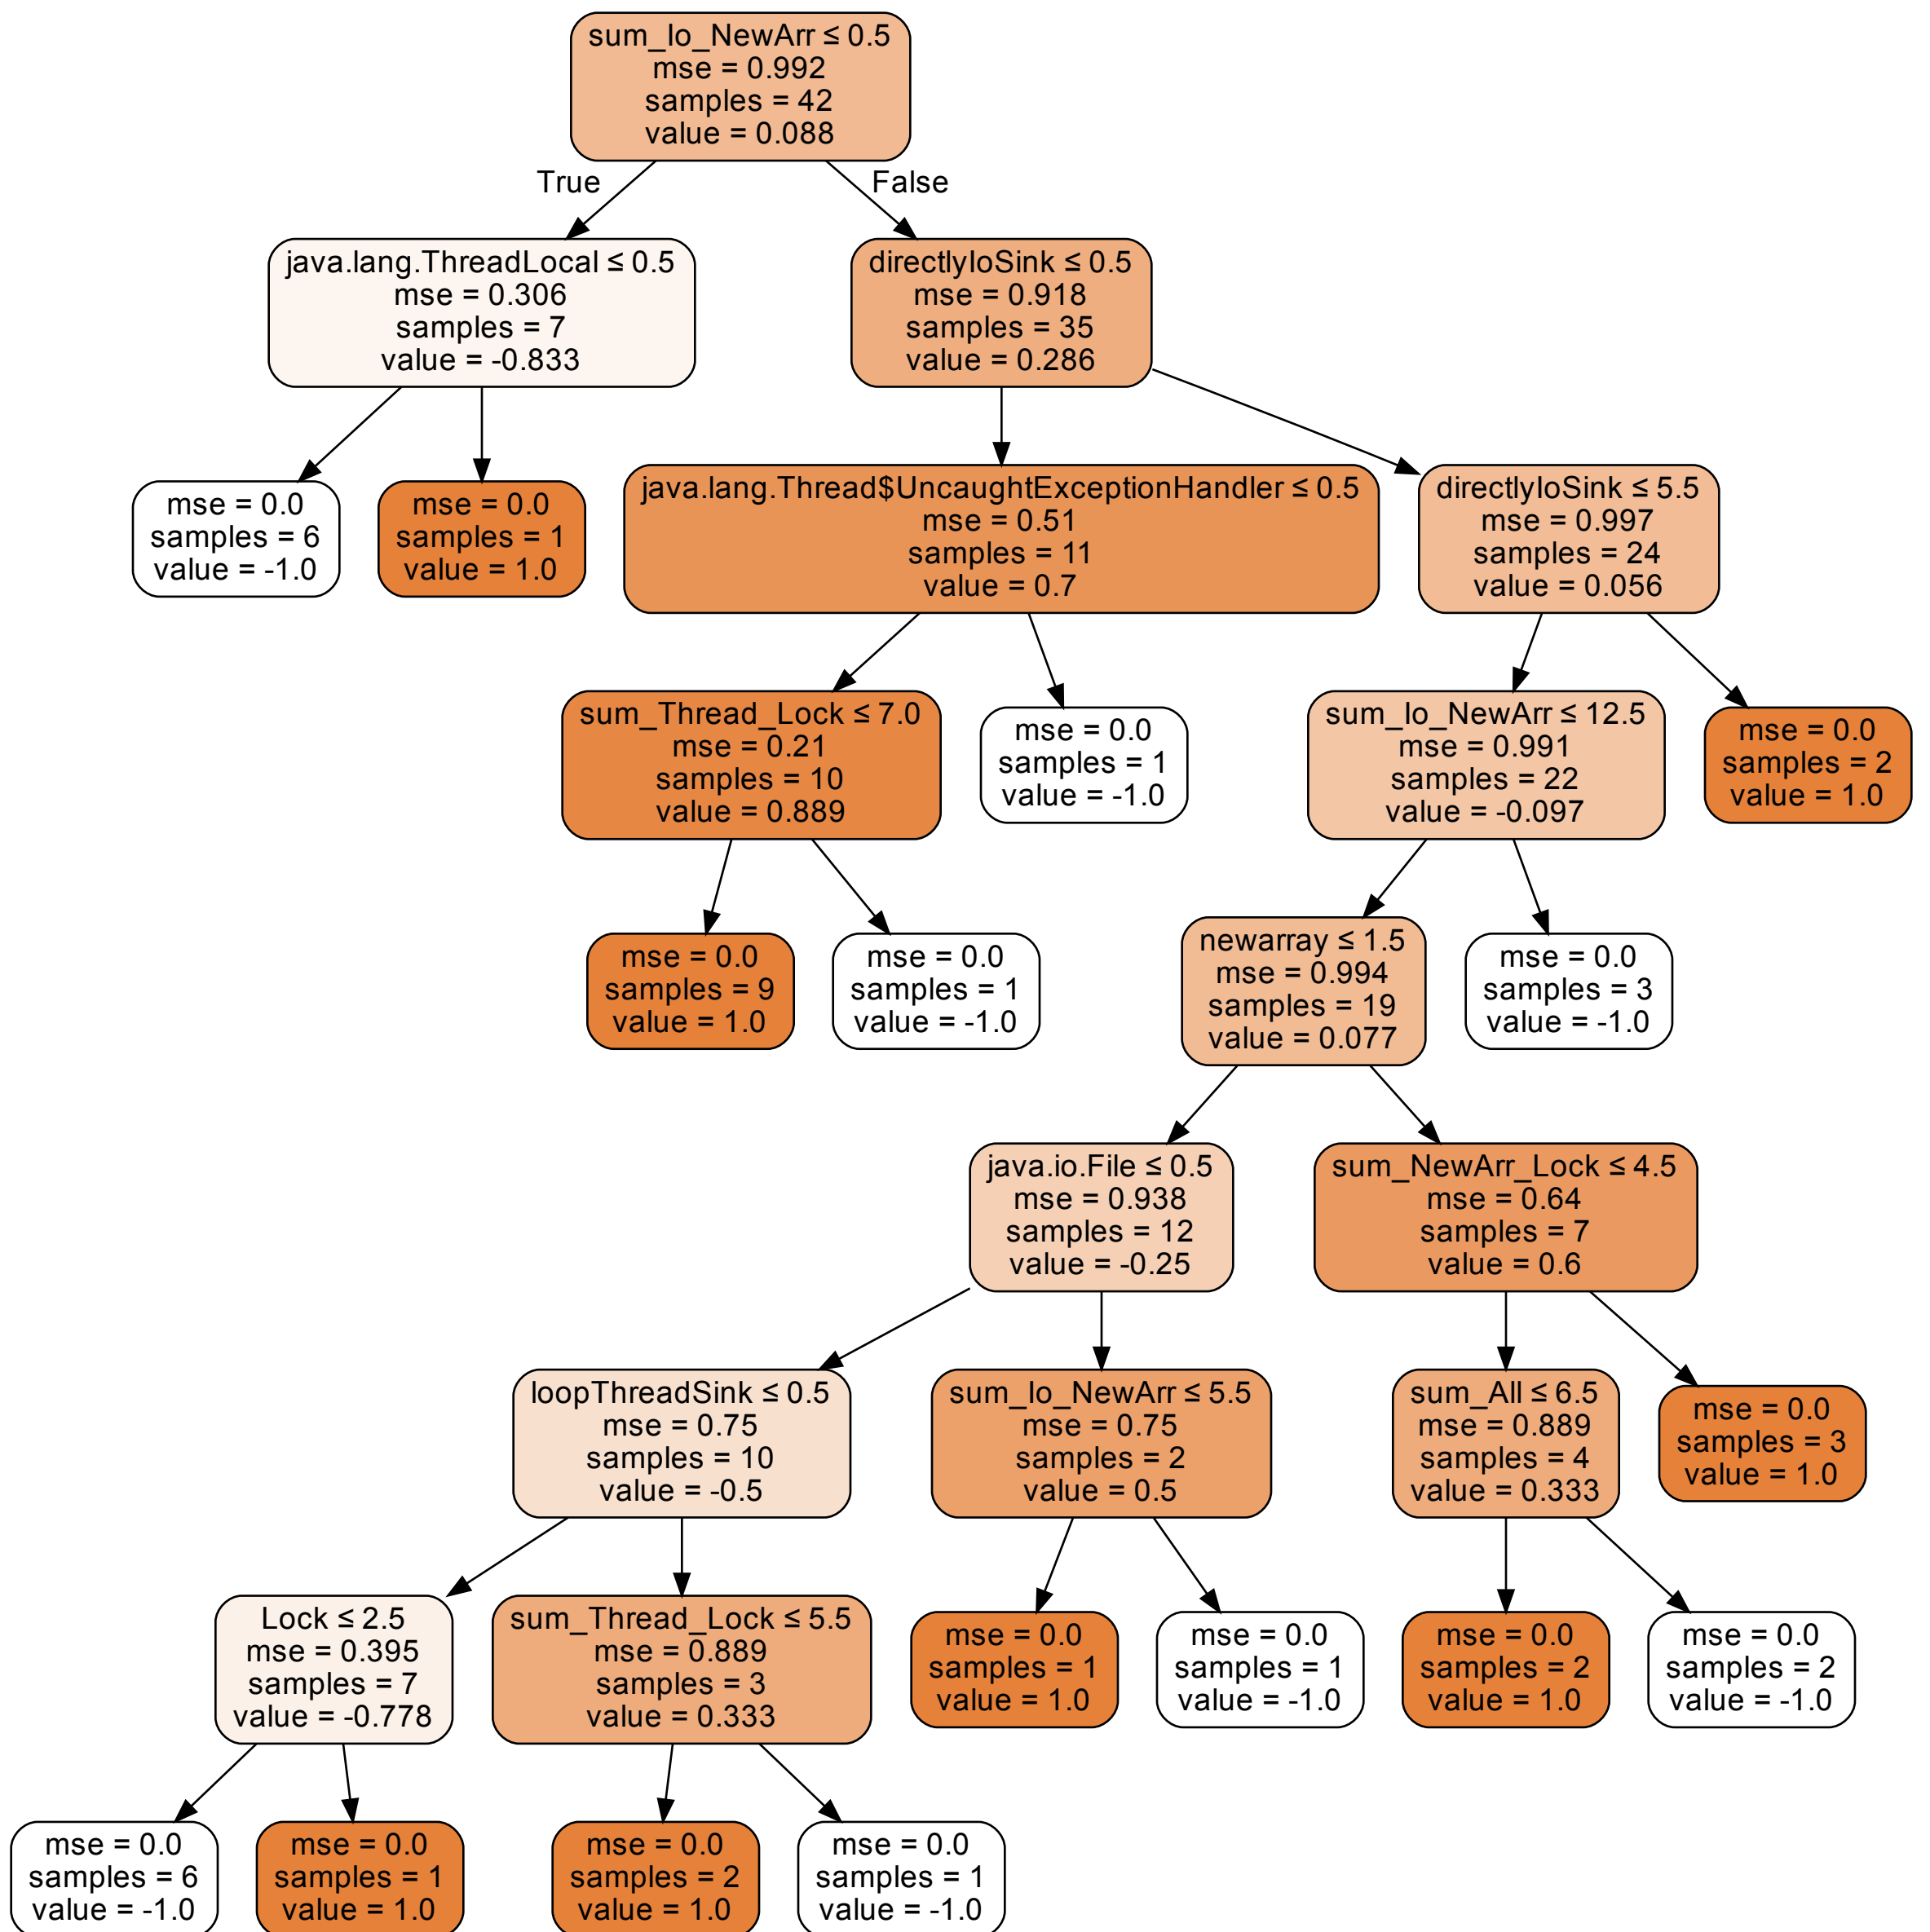 sum_Io_NewArr ≤ 0.5
mse = 0.992
samples = 42
value = 0.088
True
False
java.lang.ThreadLocal ≤ 0.5
mse = 0.306
samples = 7
value = -0.833
directlyIoSink ≤ 0.5
mse = 0.918
samples = 35
value = 0.286
mse = 0.0
samples = 6
value = -1.0
mse = 0.0
samples = 1
value = 1.0
java.lang.Thread$UncaughtExceptionHandler ≤ 0.5
mse = 0.51
samples = 11
value = 0.7
directlyIoSink ≤ 5.5
mse = 0.997
samples = 24
value = 0.056
sum_Thread_Lock ≤ 7.0
mse = 0.21
samples = 10
value = 0.889
mse = 0.0
samples = 1
value = -1.0
sum_Io_NewArr ≤ 12.5
mse = 0.991
samples = 22
value = -0.097
mse = 0.0
samples = 2
value = 1.0
mse = 0.0
samples = 9
value = 1.0
mse = 0.0
samples = 1
value = -1.0
newarray ≤ 1.5
mse = 0.994
samples = 19
value = 0.077
mse = 0.0
samples = 3
value = -1.0
java.io.File ≤ 0.5
mse = 0.938
samples = 12
value = -0.25
sum_NewArr_Lock ≤ 4.5
mse = 0.64
samples = 7
value = 0.6
loopThreadSink ≤ 0.5
mse = 0.75
samples = 10
value = -0.5
sum_Io_NewArr ≤ 5.5
mse = 0.75
samples = 2
value = 0.5
sum_All ≤ 6.5
mse = 0.889
samples = 4
value = 0.333
mse = 0.0
samples = 3
value = 1.0
Lock ≤ 2.5
mse = 0.395
samples = 7
value = -0.778
sum_Thread_Lock ≤ 5.5
mse = 0.889
samples = 3
value = 0.333
mse = 0.0
samples = 1
value = 1.0
mse = 0.0
samples = 1
value = -1.0
mse = 0.0
samples = 2
value = 1.0
mse = 0.0
samples = 2
value = -1.0
mse = 0.0
samples = 6
value = -1.0
mse = 0.0
samples = 1
value = 1.0
mse = 0.0
samples = 2
value = 1.0
mse = 0.0
samples = 1
value = -1.0